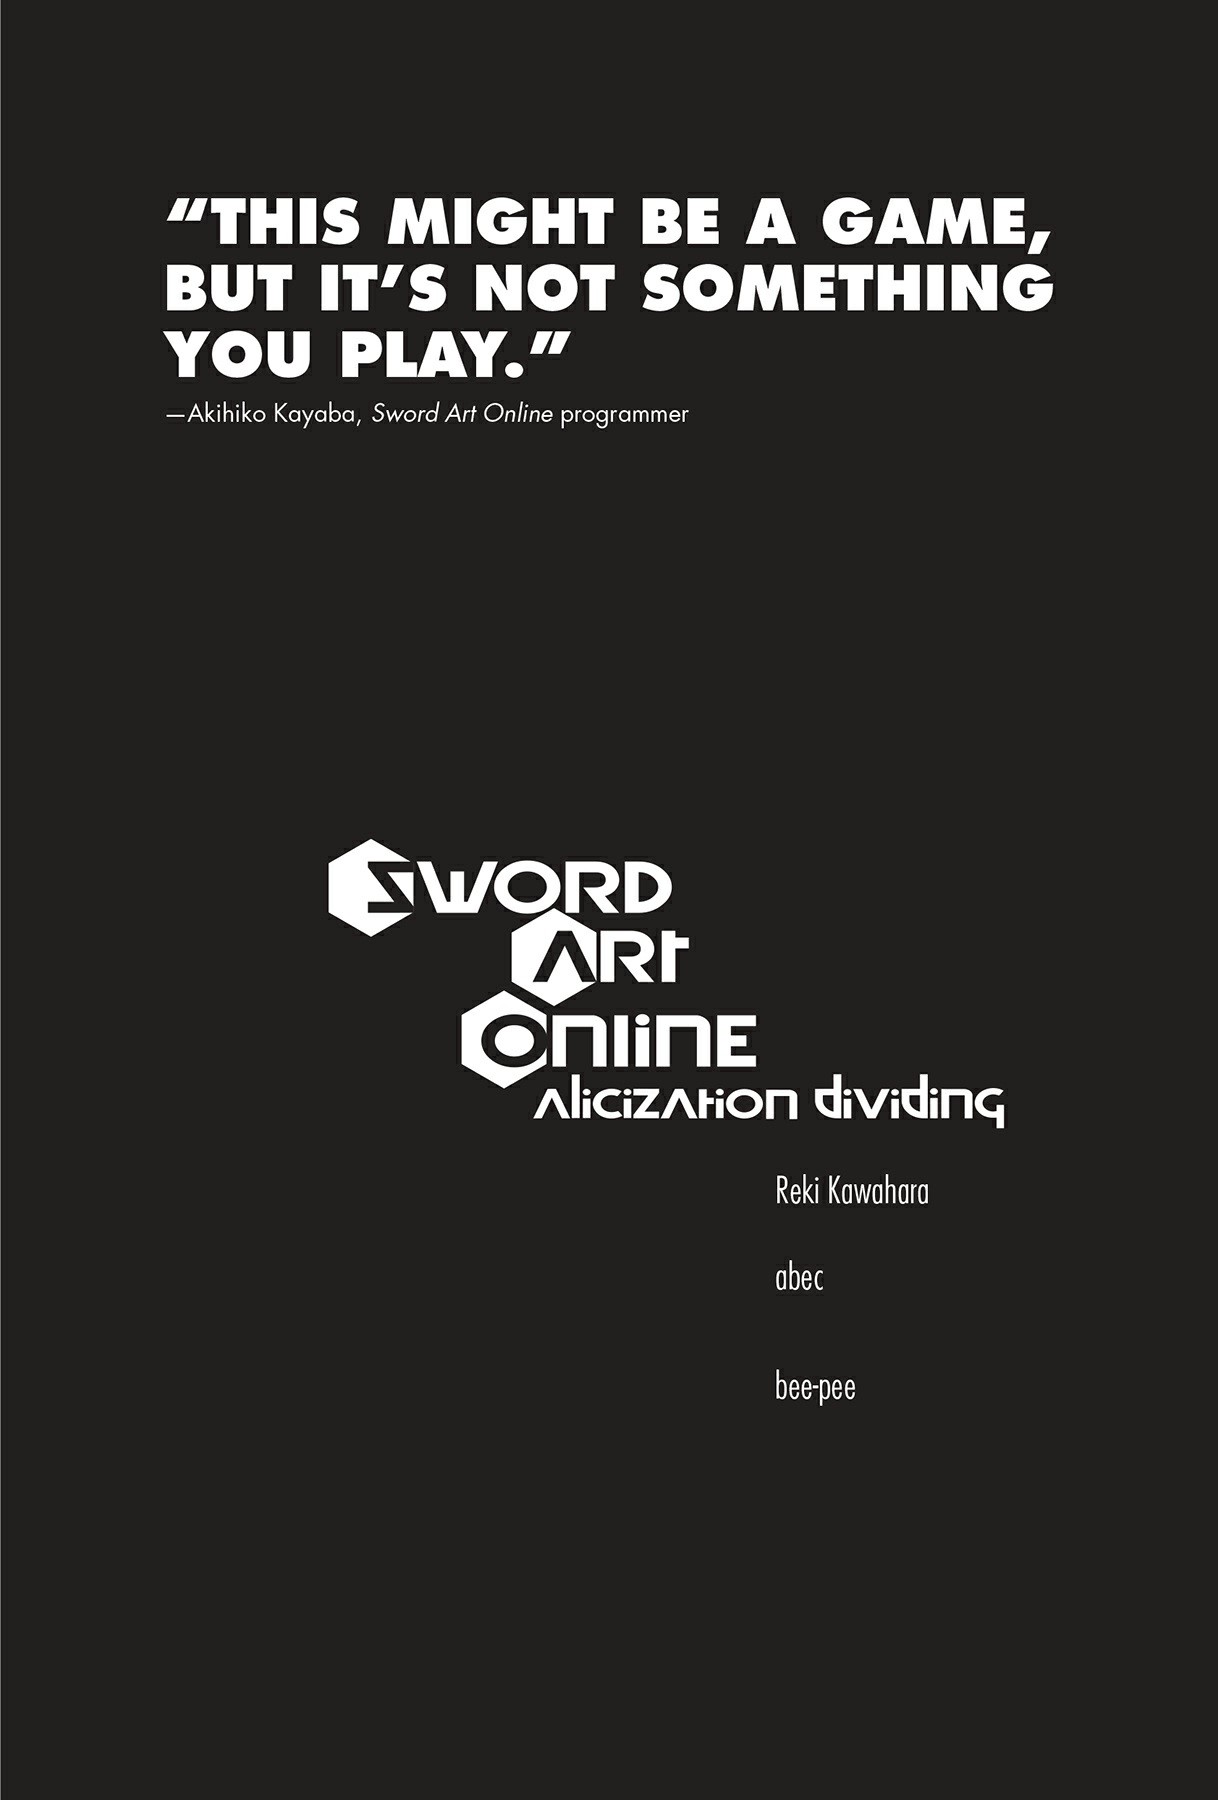 “THIS MIGHT BE A GAME,
BUT IT’S NOT SOMETHING
YOU PLAY.”
—Akihiko Kayaba, Sword Art Online programmer
SWORD
ART
ONLINE
Alicization dividing
Reki Kawahara
abec
bee-pee